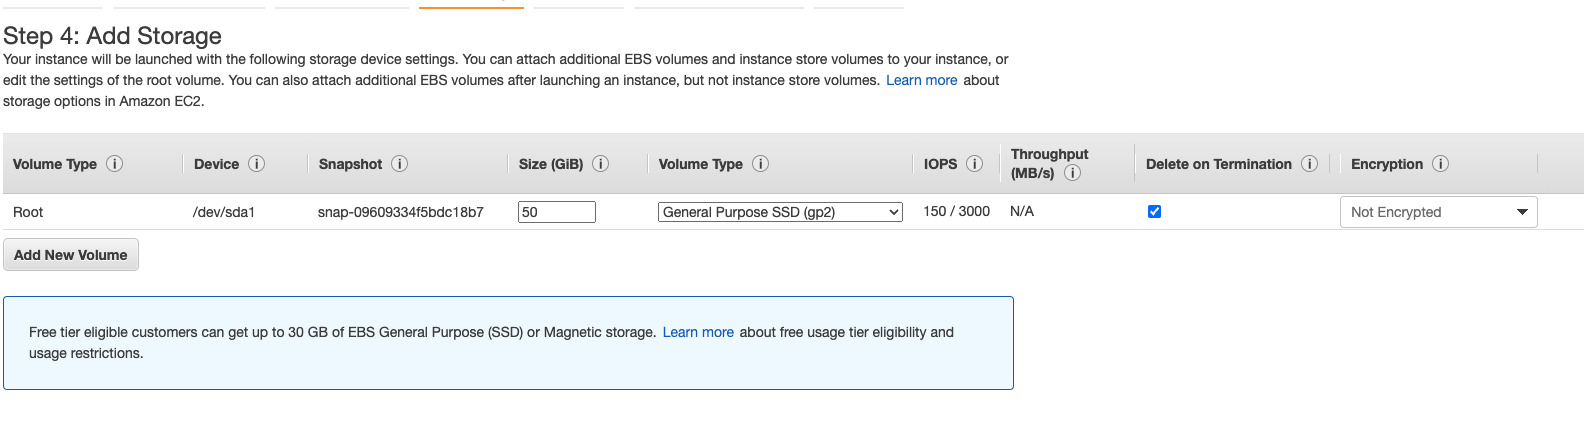 Step 4: Add Storage
Your instance will be launched with the following storage device settings. You can attach additional EBS volumes and instance store volumes to your instance, or
edit the settings of the root volume. You can also attach additional EBS volumes after launching an instance, but not instance store volumes. Learn more about
storage options in Amazon EC2.
Volume Type Device Snapshot Size (GiB) Volume Type IOPS Throughput (MB/s) Delete on Termination Encryption
Root /dev/sda1 snap-09609334f5bdc18b7 50 General Purpose SSD (gp2) 150 / 3000 N/A Not Encrypted
Add New Volume
Free tier eligible customers can get up to 30 GB of EBS General Purpose (SSD) or Magnetic storage. Learn more about free usage tier eligibility and
usage restrictions.